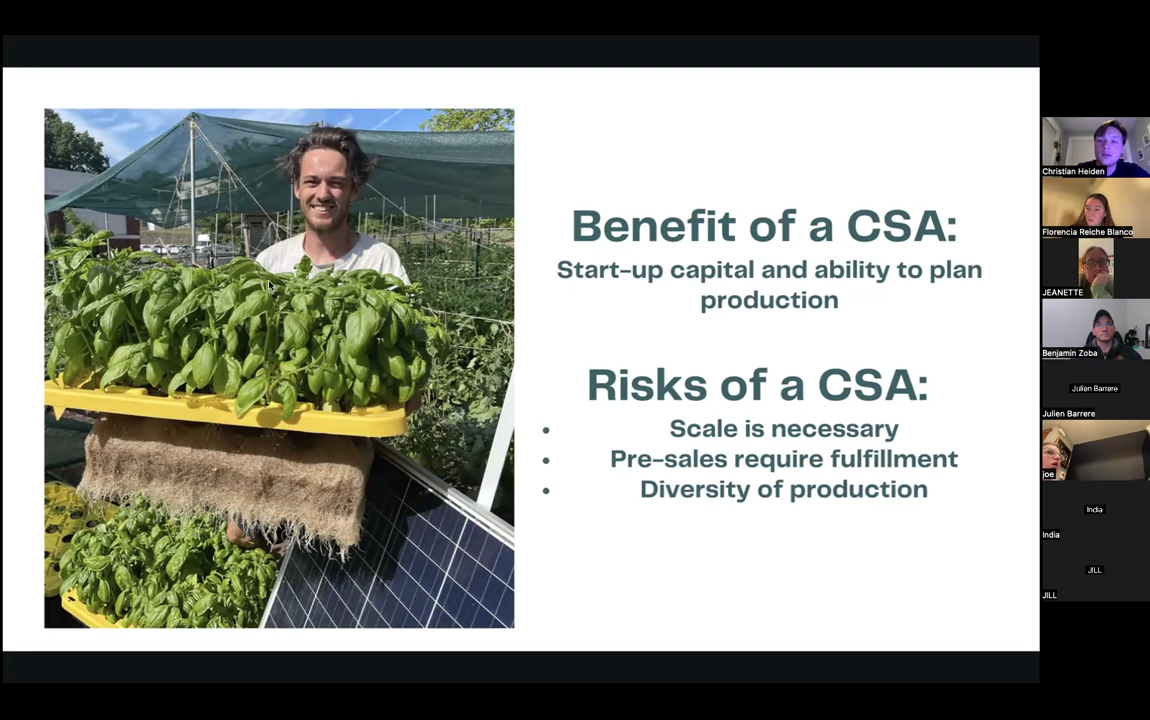 Benefit of a CSA:
Start-up capital and ability to plan
production
Risks of a CSA:
• Scale is necessary
• Pre-sales require fulfillment
• Diversity of production
Christian Heiden
Florencia Reiche Blanco
JEANETTE
Benjamin Zoba
Julien Barrere
Julien Barrere
joe
India
India
JILL
JILL